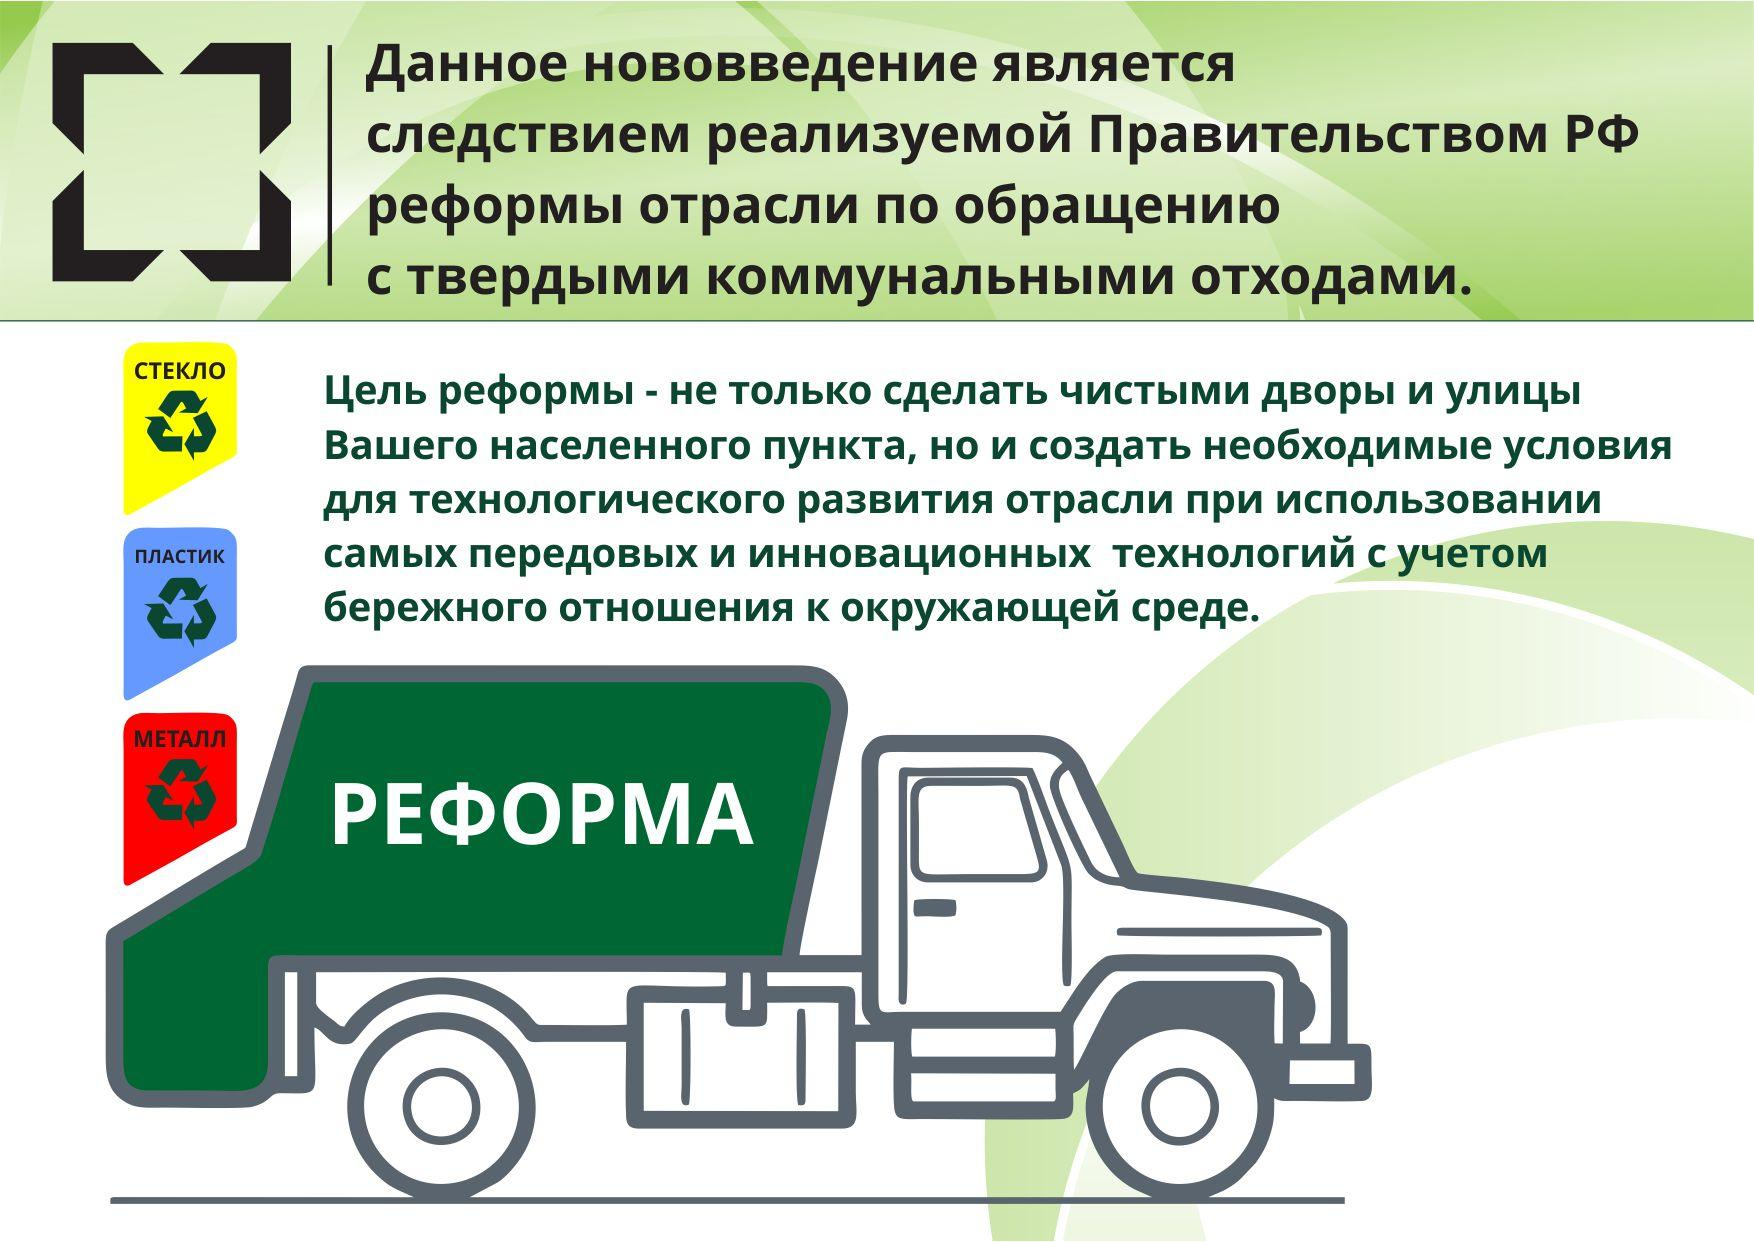 Данное нововведение является
следствием реализуемой Правительством РФ
реформы отрасли по обращению
с твердыми коммунальными отходами.
СТЕКЛО
Цель реформы - не только сделать чистыми дворы и улицы
Вашего населенного пункта, но и создать необходимые условия
для технологического развития отрасли при использовании
самых передовых и инновационных  технологий с учетом
бережного отношения к окружающей среде.
ПЛАСТИК
МЕТАЛЛ
РЕФОРМА